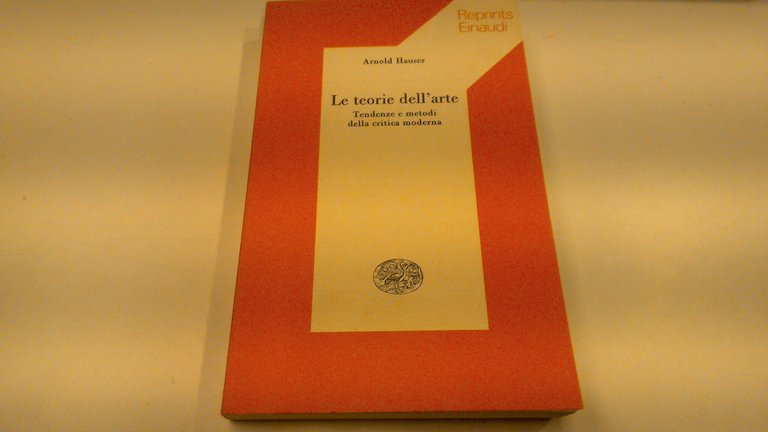 Reprints
Einaudi
Arnold Hauser
Le teorie dell'arte
Tendenze e metodi
della critica moderna